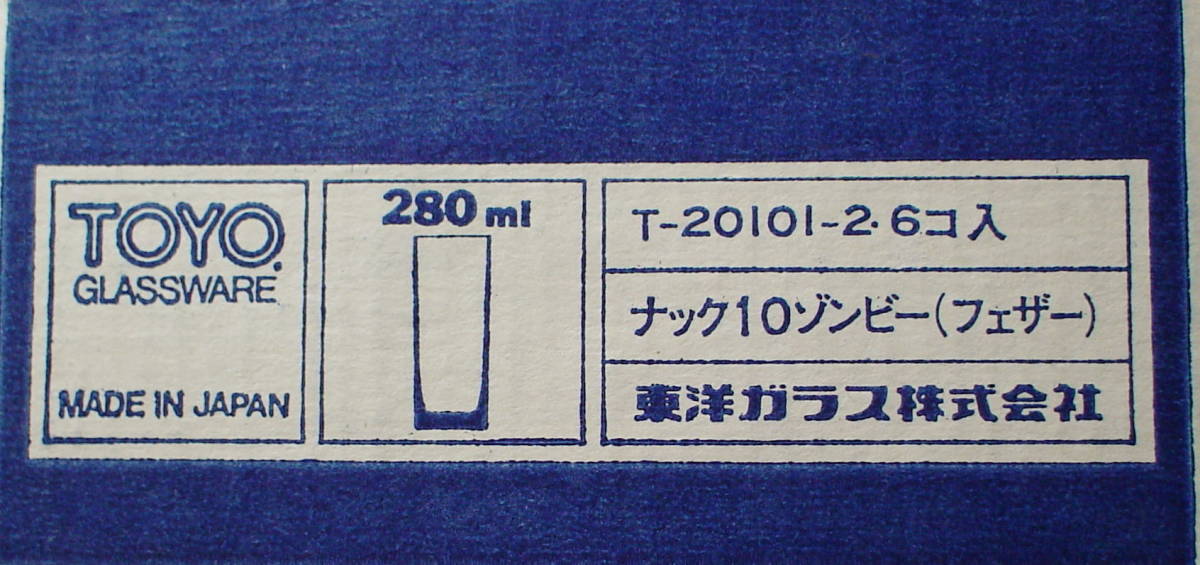 TOYO
GLASSWARE
MADE IN JAPAN
280 ml
T-20101-2・6コ入
ナック10ゾンビー(フェザー)
東洋ガラス株式会社